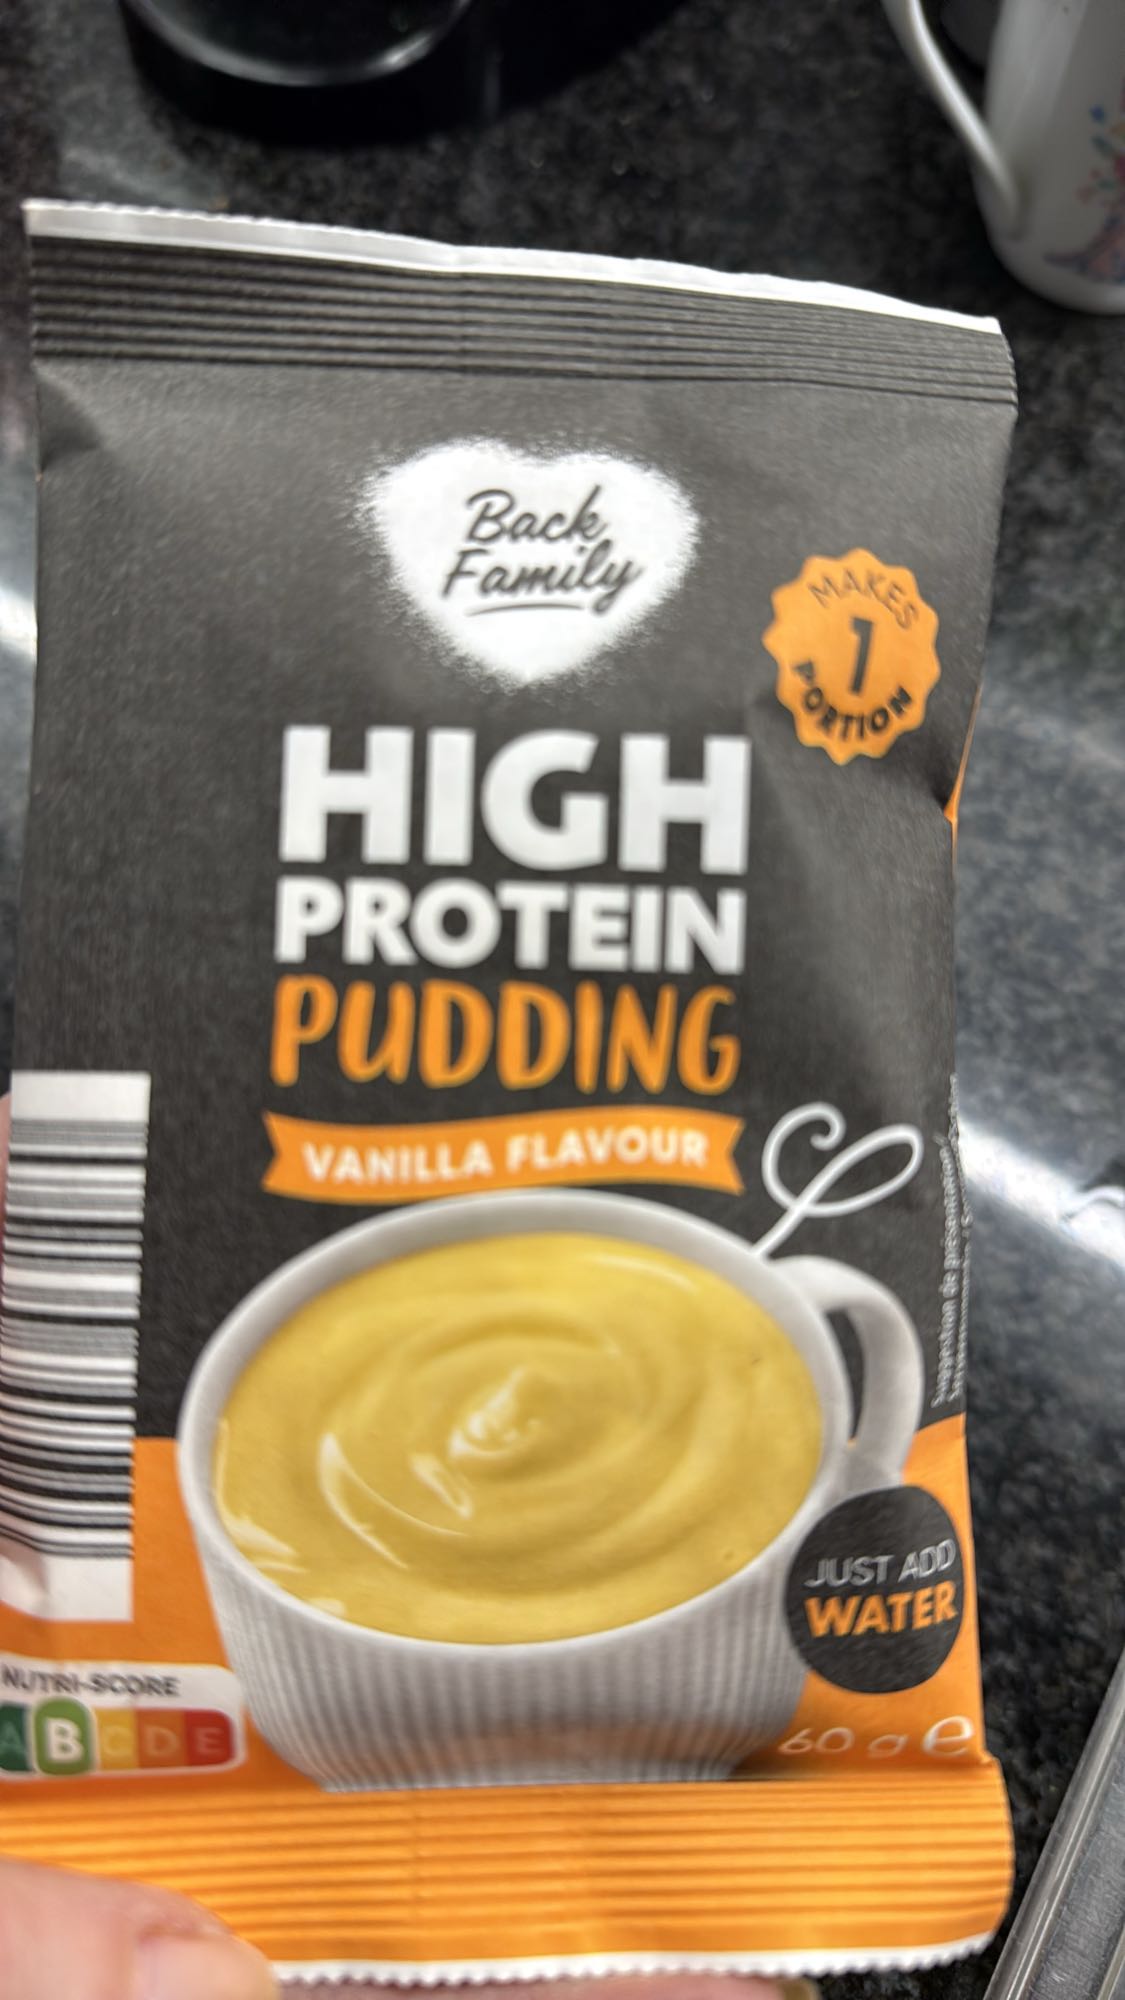 Back
Family
MAKES
1
PORTION
HIGH
PROTEIN
PUDDING
VANILLA FLAVOUR
JUST ADD
WATER
NUTRI-SCORE
A B C D E
60 g e